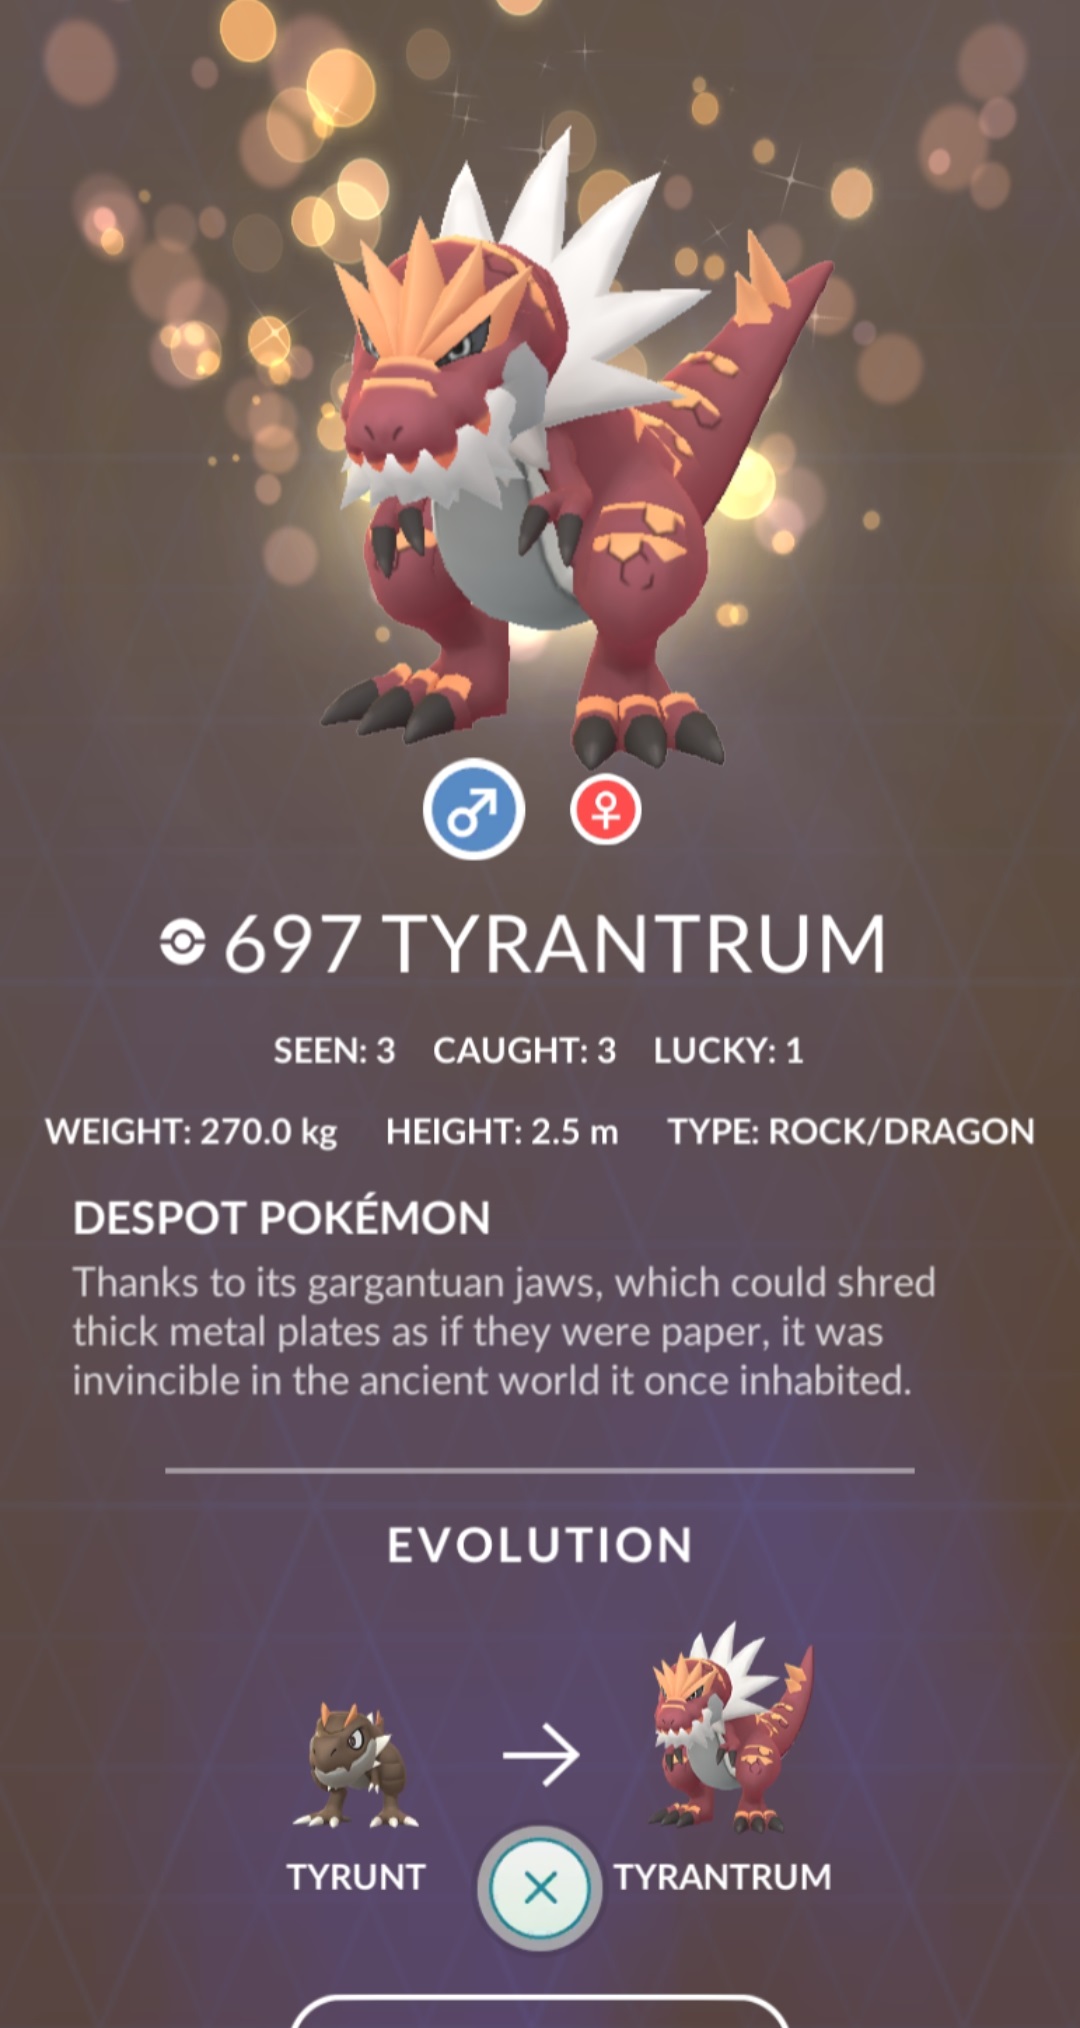 697 TYRANTRUM
SEEN: 3 CAUGHT: 3 LUCKY: 1
WEIGHT: 270.0 kg HEIGHT: 2.5 m TYPE: ROCK/DRAGON
DESPOT POKÉMON
Thanks to its gargantuan jaws, which could shred
thick metal plates as if they were paper, it was
invincible in the ancient world it once inhabited.
EVOLUTION
TYRUNT TYRANTRUM